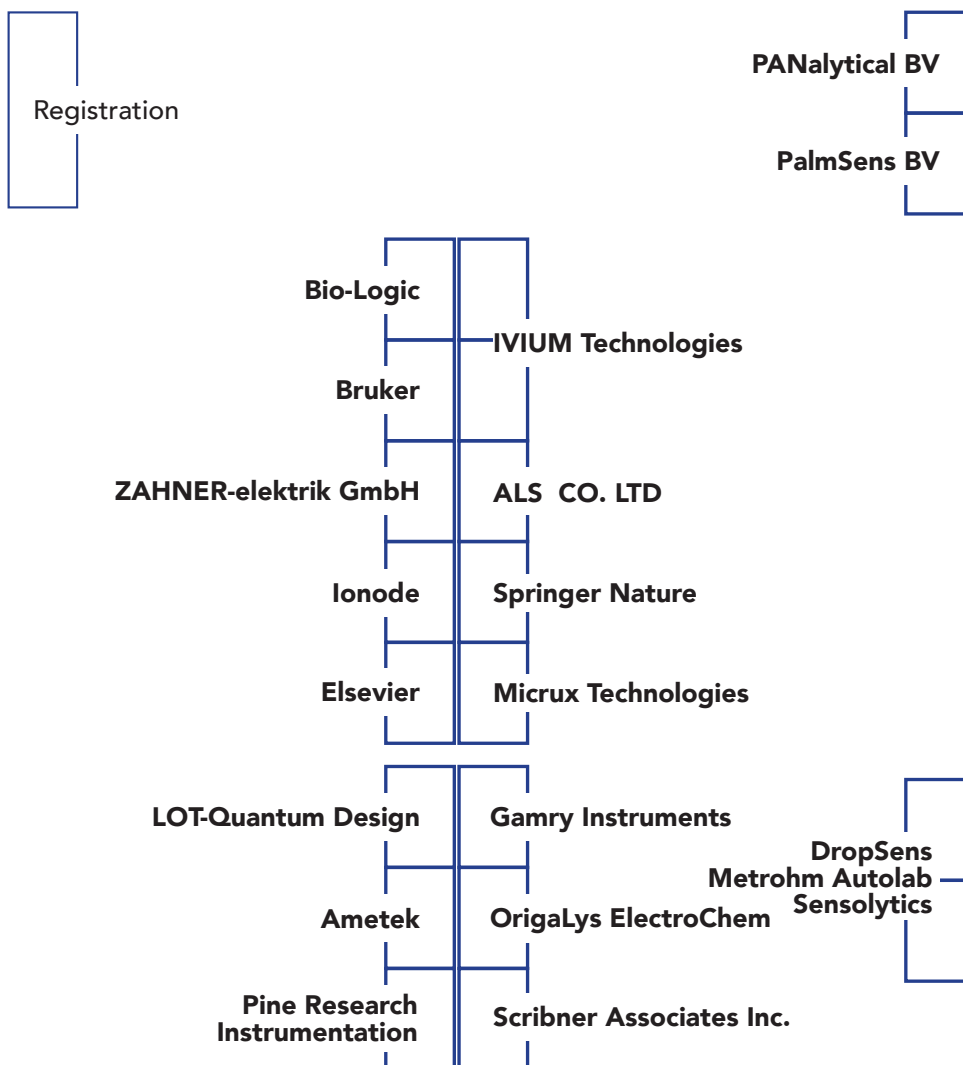 Registration
PANalytical BV
PalmSens BV
Bio-Logic
IVIUM Technologies
Bruker
ZAHNER-elektrik GmbH
ALS CO. LTD
Ionode
Springer Nature
Elsevier
Micrux Technologies
LOT-Quantum Design
Gamry Instruments
DropSens
Metrohm Autolab
Sensolytics
Ametek
OrigaLys ElectroChem
Pine Research
Instrumentation
Scribner Associates Inc.